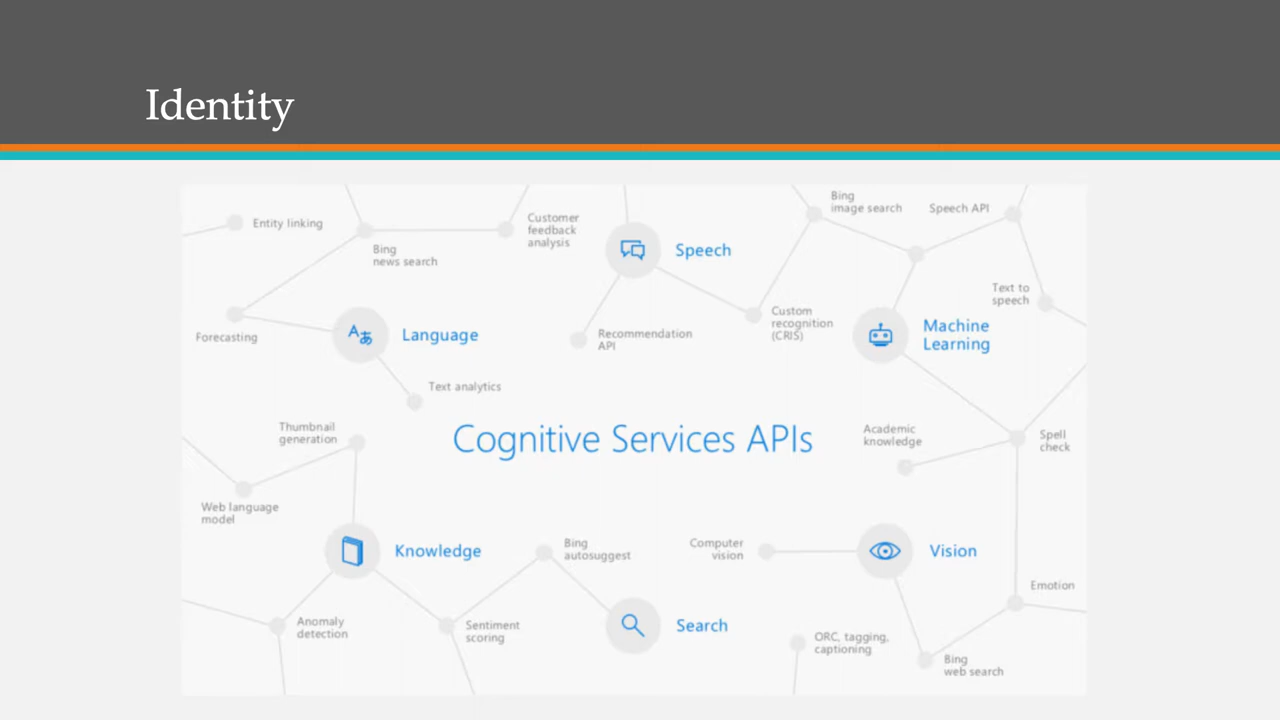 Identity
Entity linking
Bing
news search
Customer
feedback
analysis
Speech
Bing
image search
Speech API
Text to
speech
Forecasting
Language
Recommendation
API
Custom
recognition
(CRIS)
Machine
Learning
Text analytics
Thumbnail
generation
Cognitive Services APIs
Academic
knowledge
Spell
check
Web language
model
Knowledge
Bing
autosuggest
Computer
vision
Vision
Emotion
Anomaly
detection
Sentiment
scoring
Search
ORC, tagging,
captioning
Bing
web search
Aあ